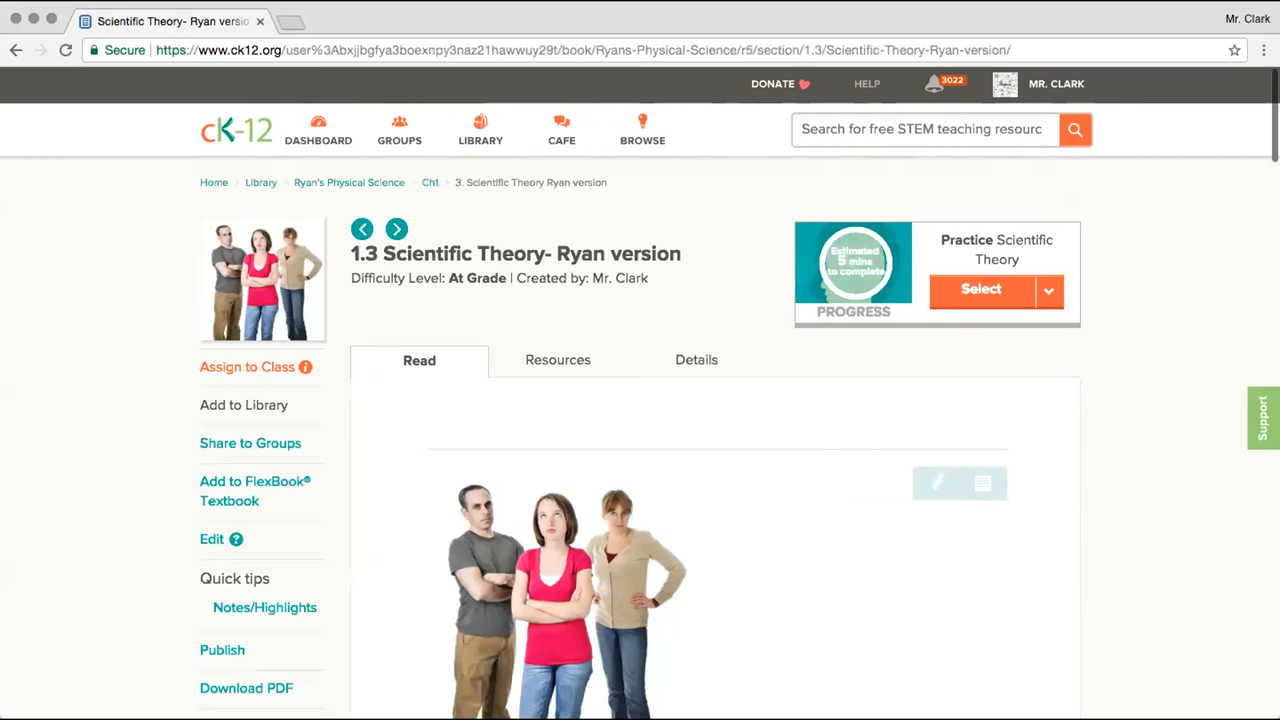 Scientific Theory- Ryan versio
Mr. Clark
Secure
https://www.ck12.org/user%3Abxjjbgfya3boexnpy3naz21hawwuy29t/book/Ryans-Physical-Science/r5/section/1.3/Scientific-Theory-Ryan-version/
DONATE HELP 3022 MR. CLARK
cK-12 DASHBOARD GROUPS LIBRARY CAFE BROWSE
Search for free STEM teaching resourc
Home Library Ryan's Physical Science Ch1 3. Scientific Theory Ryan version
1.3 Scientific Theory- Ryan version
Difficulty Level: At Grade | Created by: Mr. Clark
Estimated
5 mins
to complete
PROGRESS
Practice Scientific
Theory
Select
Read Resources Details
Assign to Class
Add to Library
Share to Groups
Add to FlexBook®
Textbook
Edit
Quick tips
Notes/Highlights
Publish
Download PDF
Support